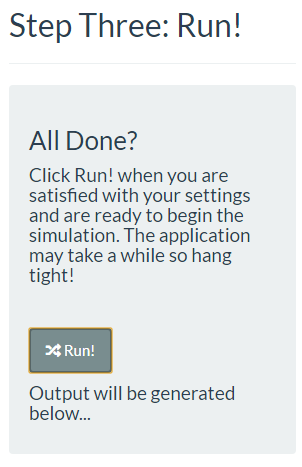 Step Three: Run!
All Done?
Click Run! when you are
satisfied with your settings
and are ready to begin the
simulation. The application
may take a while so hang
tight!
Run!
Output will be generated
below...